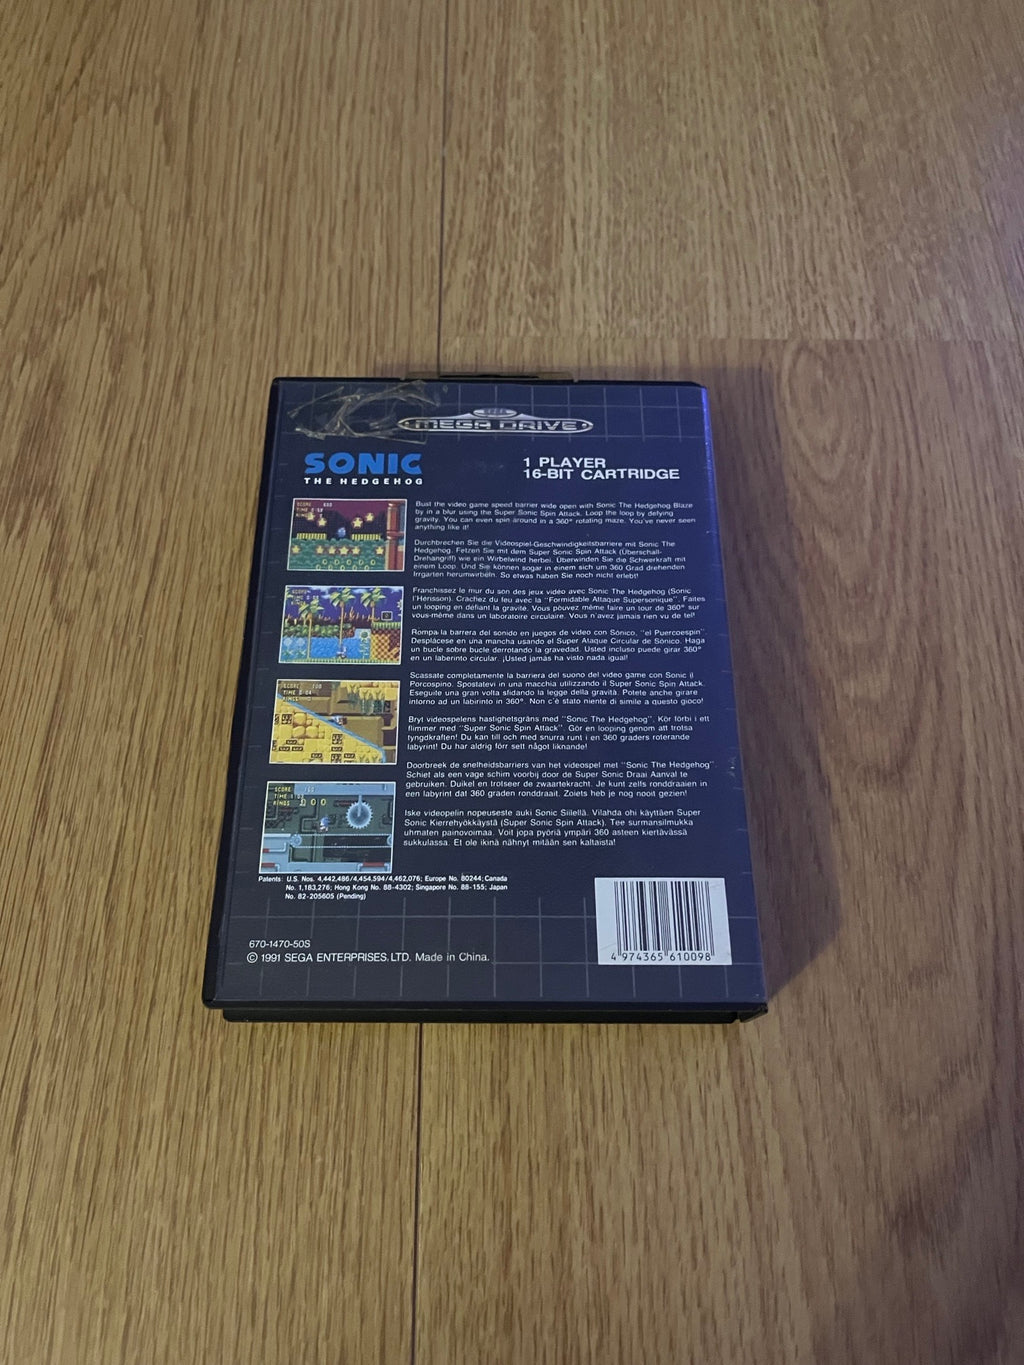 SEGA
MEGA DRIVE
SONIC
THE HEDGEHOG
1 PLAYER
16-BIT CARTRIDGE
Bust the video game speed barrier wide open with Sonic The Hedgehog Blaze
by in a blur using the Super Sonic Spin Attack. Loop the loop by defying
gravity. You can even spin around in a 360° rotating maze. You've never seen
anything like it!
Durchbrechen Sie die Videospiel-Geschwindigkeitsbarriere mit Sonic The
Hedgehog. Fetzen Sie mit dem Super Sonic Spin Attack (Überschall-
Drehangriff) wie ein Wirbelwind herbei. Überwinden Sie die Schwerkraft mit
einem Loop. Und Sie können sogar in einem sich um 360 Grad drehenden
Irrgarten herumwirbeln. So etwas haben Sie noch nicht erlebt!
Franchissez le mur du son des jeux vidéo avec Sonic The Hedgehog (Sonic
l'Hérisson). Crachez du feu avec la "Formidable Attaque Supersonique". Faites
un looping en défiant la gravité. Vous pouvez même faire un tour de 360° sur
vous-même dans un laboratoire circulaire. Vous n'avez jamais rien vu de tel!
Rompa la barrera del sonido en juegos de video con Sónico, "el Puercoespin".
Desplácese en una mancha usando el Super Ataque Circular de Sónico. Haga
un bucle sobre bucle derrotando la gravedad. Usted incluso puede girar 360°
en un laberinto circular. ¡Usted jamás ha visto nada igual!
Scassate completamente la barriera del suono del video game con Sonic il
Porcospino. Spostatevi in una macchia utilizzando il Super Sonic Spin Attack.
Eseguite una gran volta sfidando la legge della gravità. Potete anche girare
intorno ad un labirinto in 360°. Non c'è stato niente di simile a questo gioco!
Bryt videospelens hastighetsgräns med "Sonic The Hedgehog". Kör förbi i ett
flimmer med "Super Sonic Spin Attack". Gör en looping genom att trotsa
tyngdkraften! Du kan till och med snurra runt i en 360 graders roterande
labyrint! Du har aldrig förr sett något liknande!
Doorbreek de snelheidsbarriers van het videospel met "Sonic The Hedgehog".
Schiet als een vage schim voorbij door de Super Sonic Draai Aanval te
gebruiken. Duikel en trotseer de zwaartekracht. Je kunt zelfs ronddraaien in
een labyrint dat 360 graden ronddraait. Zoiets heb je nog nooit gezien!
Iske videopelin nopeuseste auki Sonic Siilellä. Vilahda ohi käyttäen Super
Sonic Kierrehyökkäystä (Super Sonic Spin Attack). Tee surmansilmukka
uhmaten painovoimaa. Voit jopa pyöriä ympäri 360 asteen kiertävässä
sukkulassa. Et ole ikinä nähnyt mitään sen kaltaista!
Patents: U.S. Nos. 4,442,486/4,454,594/4,462,076; Europe No. 80244; Canada
No. 1,183,276; Hong Kong No. 88-4302; Singapore No. 88-155; Japan
No. 82-205605 (Pending)
670-1470-50S
© 1991 SEGA ENTERPRISES, LTD. Made in China.
4 974365 610098